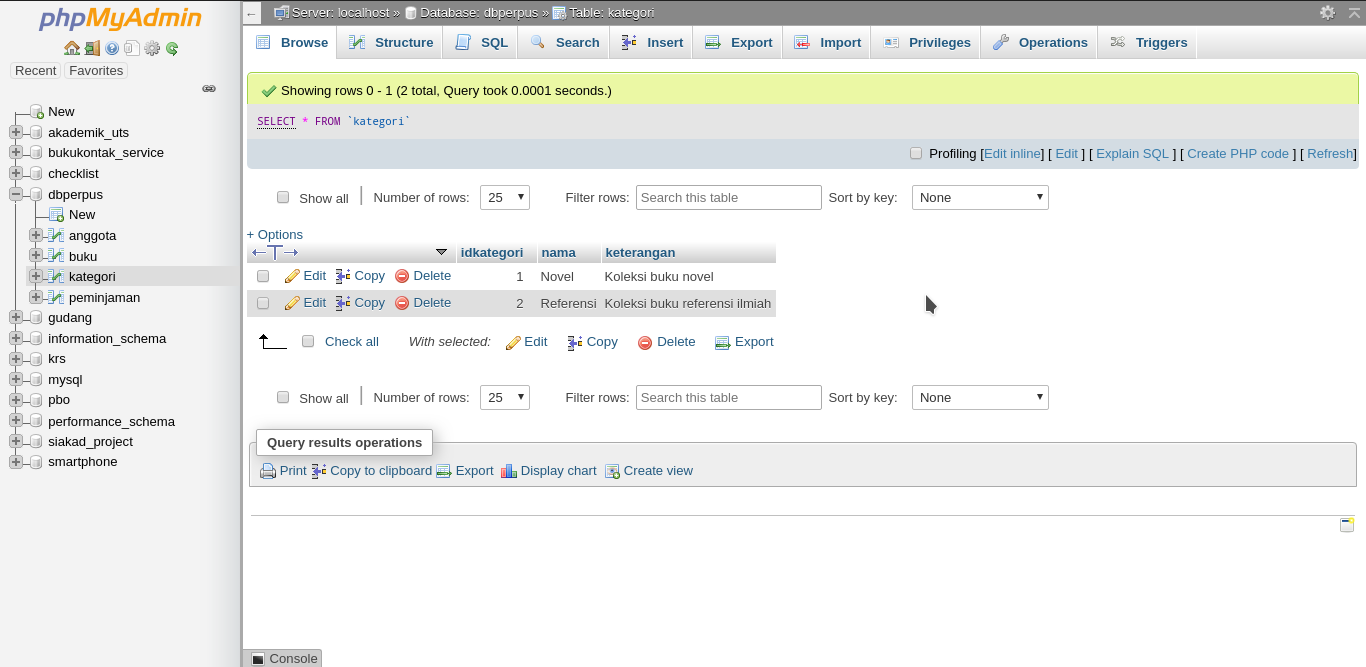 phpMyAdmin
Recent Favorites
New
akademik_uts
bukukontak_service
checklist
dbperpus
New
anggota
buku
kategori
peminjaman
gudang
information_schema
krs
mysql
pbo
performance_schema
siakad_project
smartphone
Server: localhost » Database: dbperpus » Table: kategori
Browse Structure SQL Search Insert Export Import Privileges Operations Triggers
Showing rows 0 - 1 (2 total, Query took 0.0001 seconds.)
SELECT * FROM `kategori`
Profiling [Edit inline] [ Edit ] [ Explain SQL ] [ Create PHP code ] [ Refresh]
Show all Number of rows: 25 Filter rows: Search this table Sort by key: None
+ Options
idkategori nama keterangan
Edit Copy Delete 1 Novel Koleksi buku novel
Edit Copy Delete 2 Referensi Koleksi buku referensi ilmiah
Check all With selected: Edit Copy Delete Export
Show all Number of rows: 25 Filter rows: Search this table Sort by key: None
Query results operations
Print Copy to clipboard Export Display chart Create view
Console